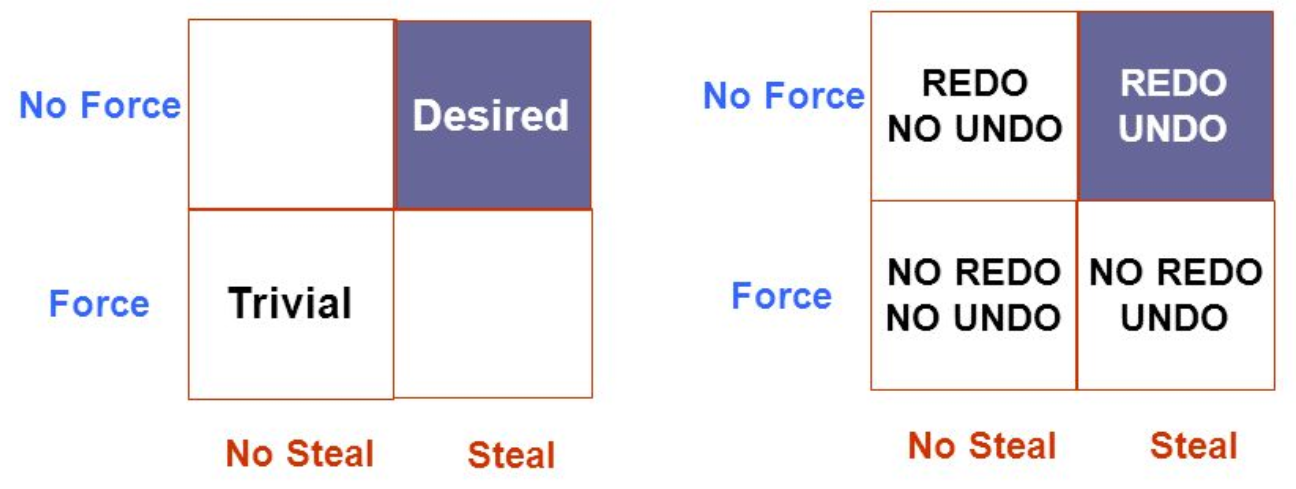 No Force
Desired
Force
Trivial
No Steal
Steal
No Force
REDO
NO UNDO
REDO
UNDO
Force
NO REDO
NO UNDO
NO REDO
UNDO
No Steal
Steal